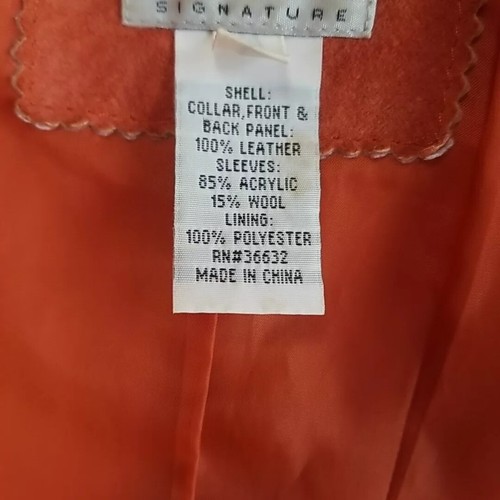 SIGNATURE
SHELL:
COLLAR,FRONT &
BACK PANEL:
100% LEATHER
SLEEVES:
85% ACRYLIC
15% WOOL
LINING:
100% POLYESTER
RN#36632
MADE IN CHINA